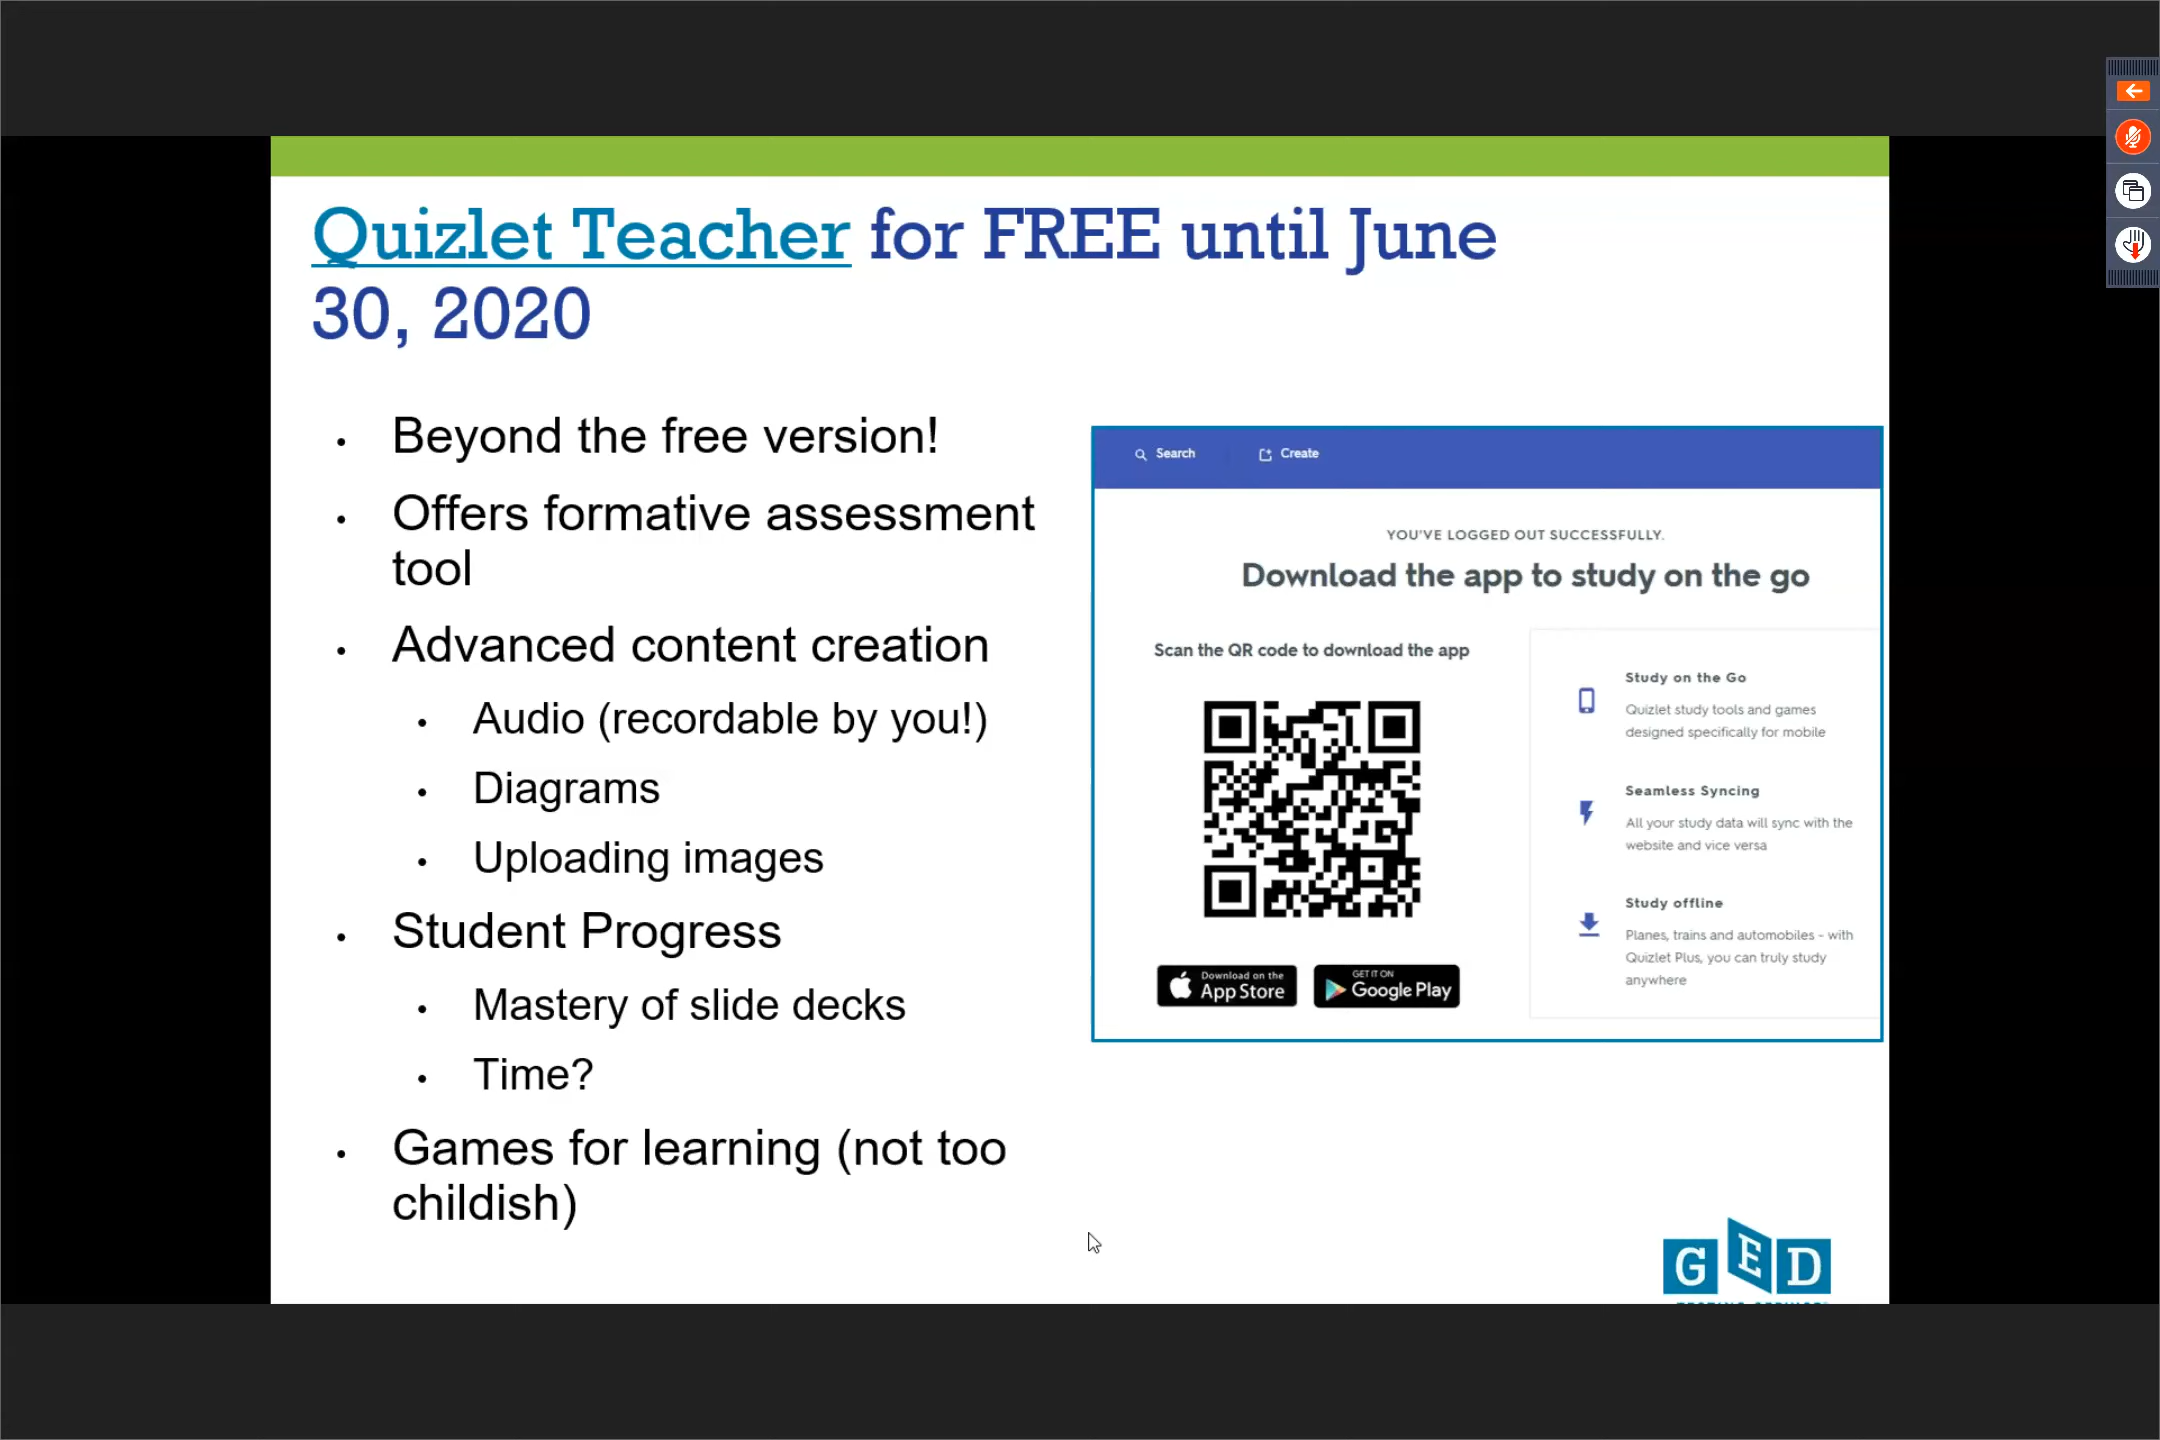 Quizlet Teacher for FREE until June
30, 2020
• Beyond the free version!
• Offers formative assessment
tool
• Advanced content creation
• Audio (recordable by you!)
• Diagrams
• Uploading images
• Student Progress
• Mastery of slide decks
• Time?
• Games for learning (not too
childish)
Search Create
YOU'VE LOGGED OUT SUCCESSFULLY.
Download the app to study on the go
Scan the QR code to download the app
Download on the
App Store
GET IT ON
Google Play
Study on the Go
Quizlet study tools and games
designed specifically for mobile
Seamless Syncing
All your study data will sync with the
website and vice versa
Study offline
Planes, trains and automobiles - with
Quizlet Plus, you can truly study
anywhere
GED